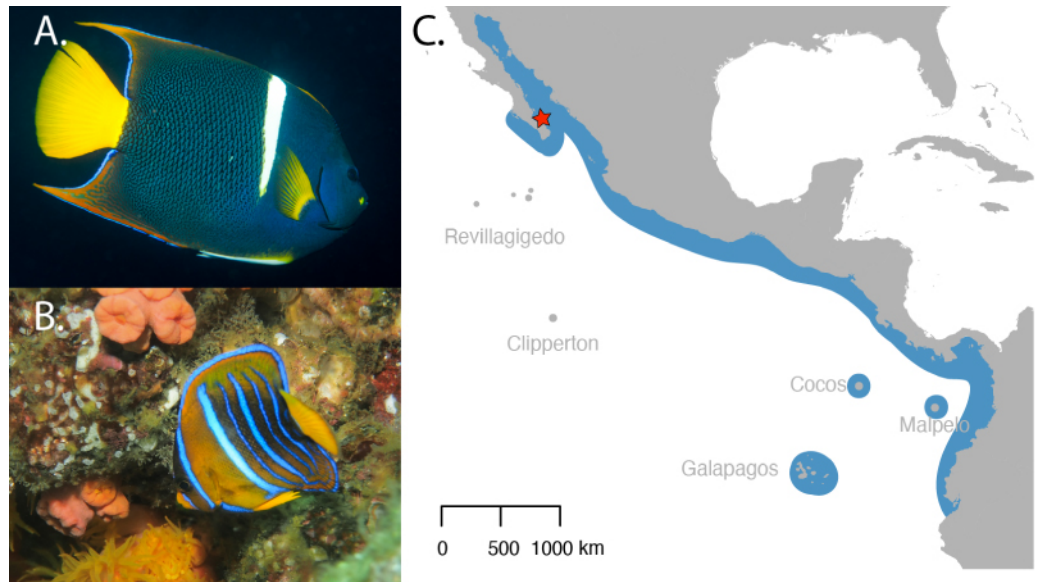 A.
B.
C.
Revillagigedo
Clipperton
Cocos
Malpelo
Galapagos
0 500 1000 km